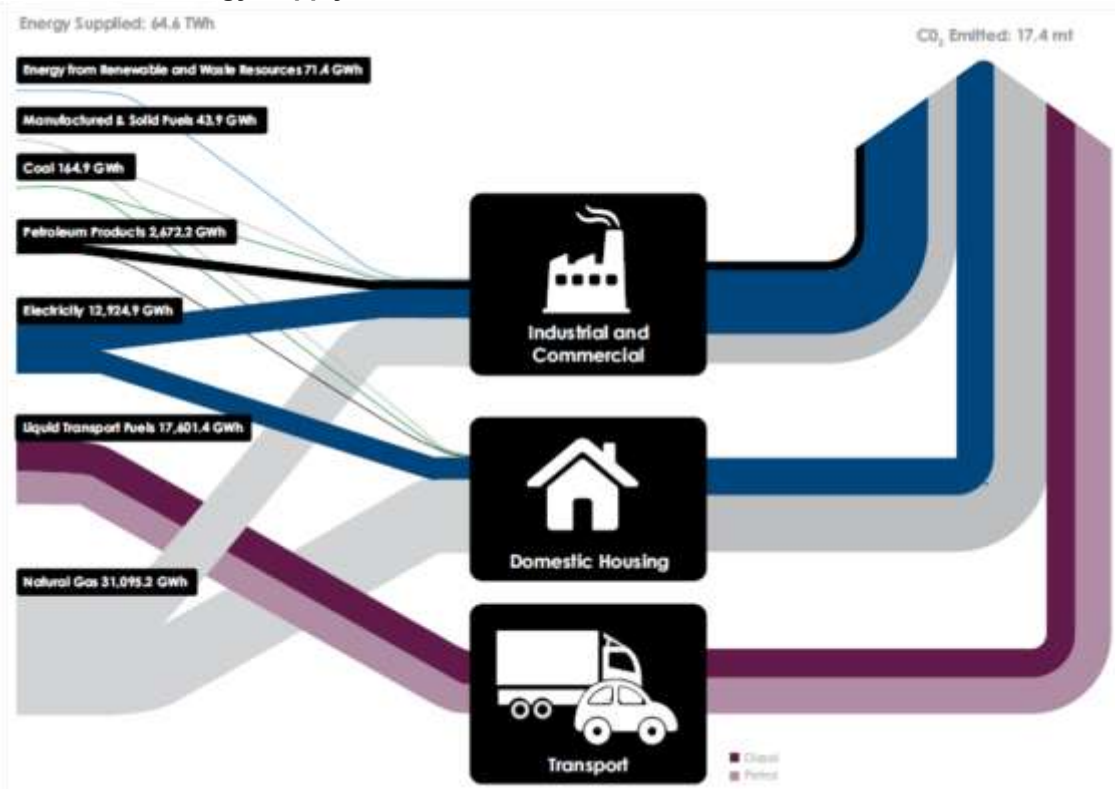 Energy Supplied: 64.6 TWh
C0₂ Emitted: 17.4 mt
Energy from Renewable and Waste Resources 71.4 GWh
Manufactured & Solid Fuels 43.9 GWh
Coal 164.9 GWh
Petroleum Products 2,672.2 GWh
Electricity 12,924.9 GWh
Industrial and
Commercial
Liquid Transport Fuels 17,601.4 GWh
Domestic Housing
Natural Gas 31,095.2 GWh
Transport
Diesel
Petrol